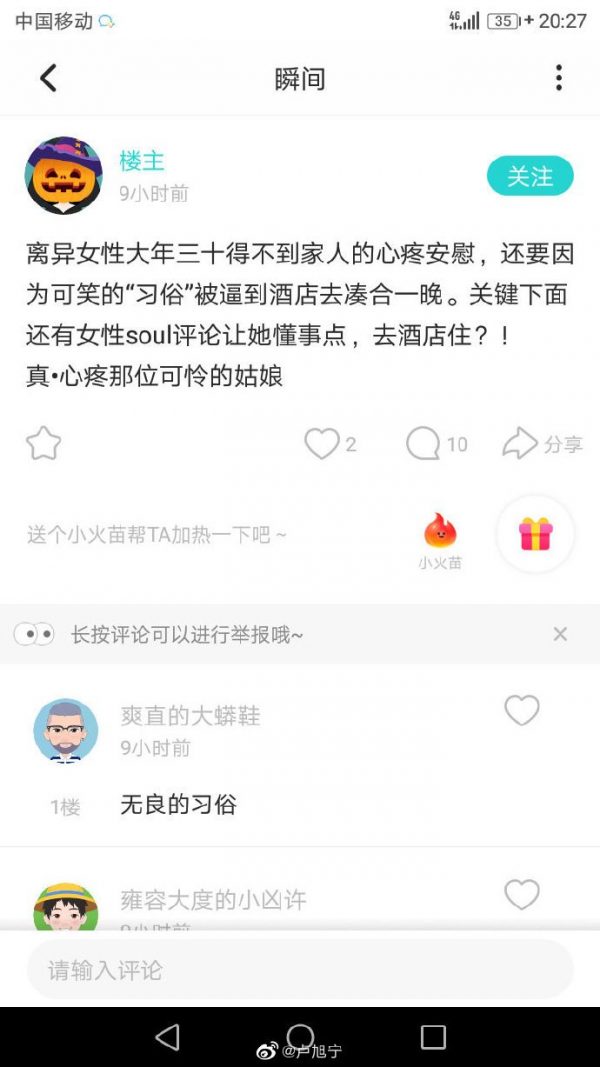 中国移动
4G 35 20:27
瞬间
楼主
9小时前
关注
离异女性大年三十得不到家人的心疼安慰，还要因
为可笑的“习俗”被逼到酒店去凑合一晚。关键下面
还有女性soul评论让她懂事点，去酒店住？！
真•心疼那位可怜的姑娘
2
10
分享
送个小火苗帮TA加热一下吧～
小火苗
长按评论可以进行举报哦~
爽直的大蟒鞋
9小时前
1楼
无良的习俗
雍容大度的小凶许
9小时前
请输入评论
@卢旭宁